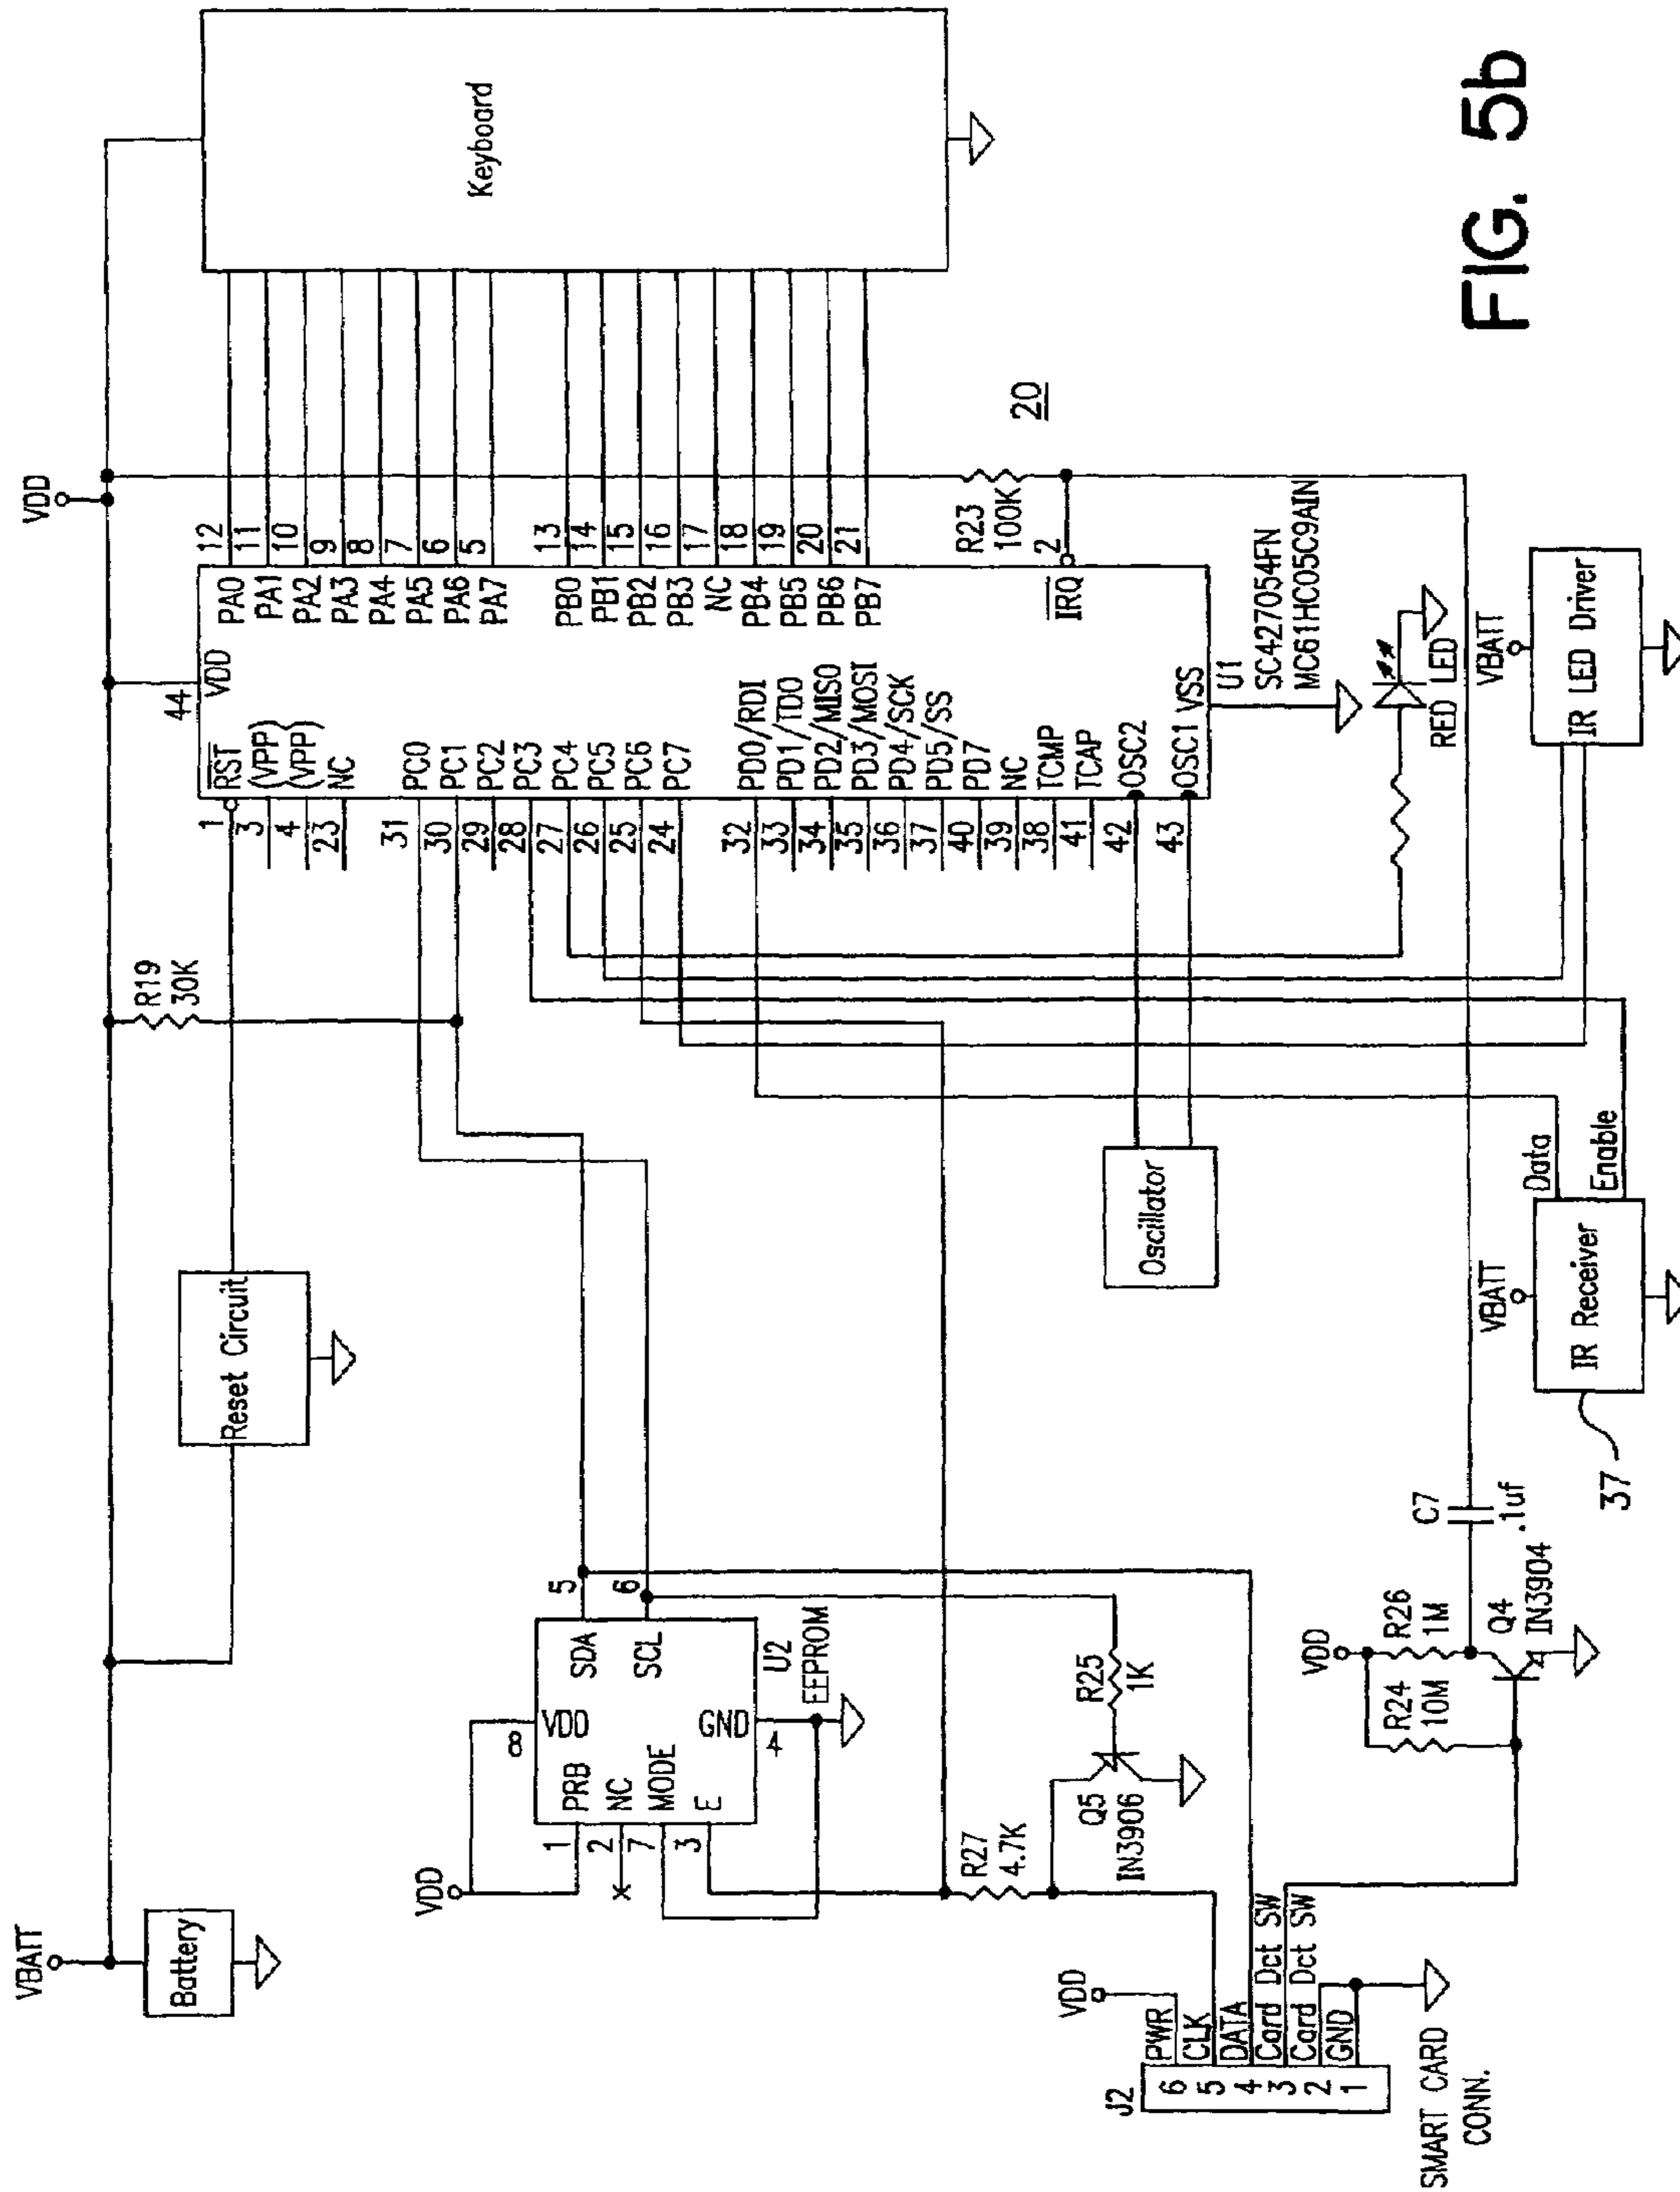 VBATT
Battery
Reset Circuit
R19
30K
VDD
Keyboard
44
VDD
1
3
4
23
31
30
29
28
27
26
25
24
32
33
34
35
36
37
40
39
38
41
42
43
RST
(VPP)
(VPP)
NC
PC0
PC1
PC2
PC3
PC4
PC5
PC6
PC7
PD0/RDI
PD1/TDO
PD2/MISO
PD3/MOSI
PD4/SCK
PD5/SS
PD7
NC
TCMP
TCAP
OSC2
OSC1
VSS
PA0
PA1
PA2
PA3
PA4
PA5
PA6
PA7
PB0
PB1
PB2
PB3
NC
PB4
PB5
PB6
PB7
IRQ
12
11
10
9
8
7
6
5
13
14
15
16
17
18
19
20
21
2
R23
100K
20
U1
SC427054FN
MC61HC05C9AIN
RED LED
VBATT
IR LED Driver
VDD
8
VDD
PRB
NC
MODE
E
1
2
7
3
SDA
SCL
GND
5
6
4
U2
EEPROM
R25
1K
Q5
IN3906
R27
4.7K
Oscillator
Data
Enable
VBATT
IR Receiver
37
C7
.1uf
VDD
R24
10M
R26
1M
Q4
IN3904
VDD
J2
6
5
4
3
2
1
PWR
CLK
DATA
Card Dct SW
Card Dct SW
GND
SMART CARD
CONN.
FIG. 5b